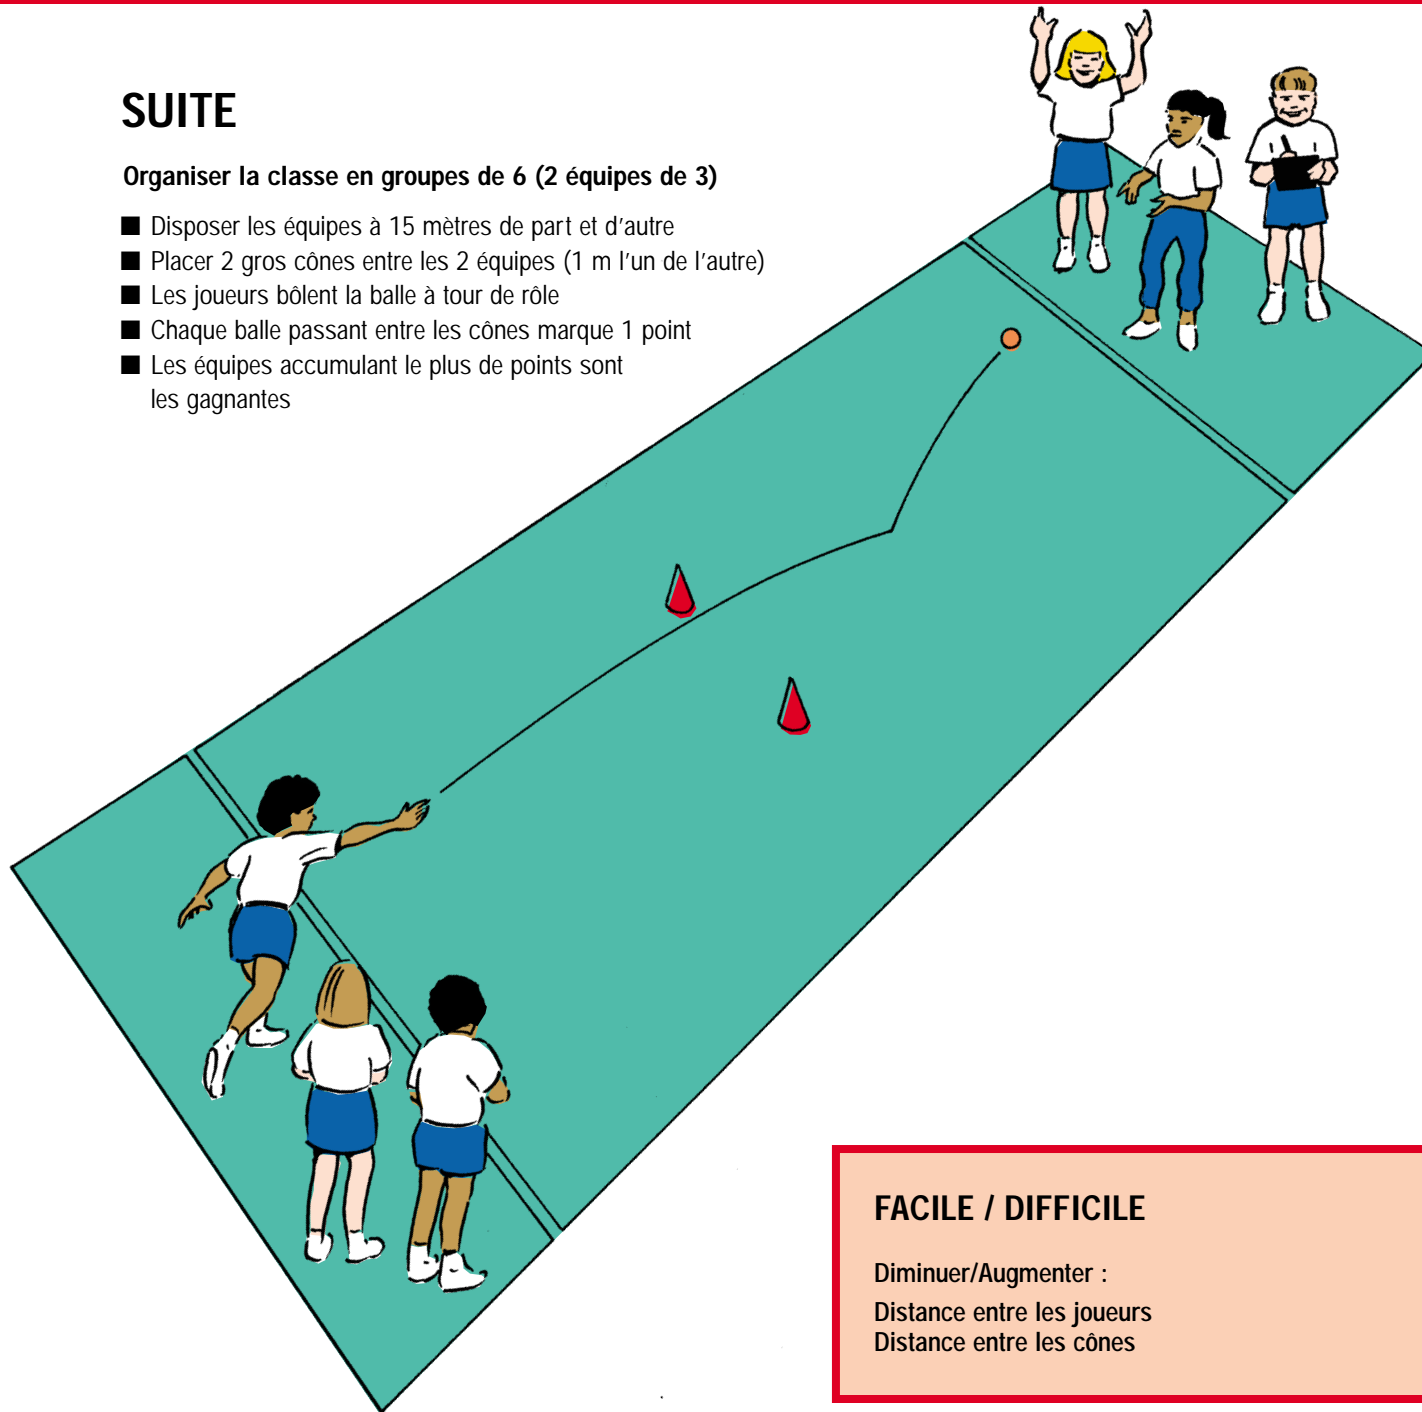 SUITE
Organiser la classe en groupes de 6 (2 équipes de 3)
■ Disposer les équipes à 15 mètres de part et d'autre
■ Placer 2 gros cônes entre les 2 équipes (1 m l'un de l'autre)
■ Les joueurs bôlent la balle à tour de rôle
■ Chaque balle passant entre les cônes marque 1 point
■ Les équipes accumulant le plus de points sont
les gagnantes
FACILE / DIFFICILE
Diminuer/Augmenter :
Distance entre les joueurs
Distance entre les cônes